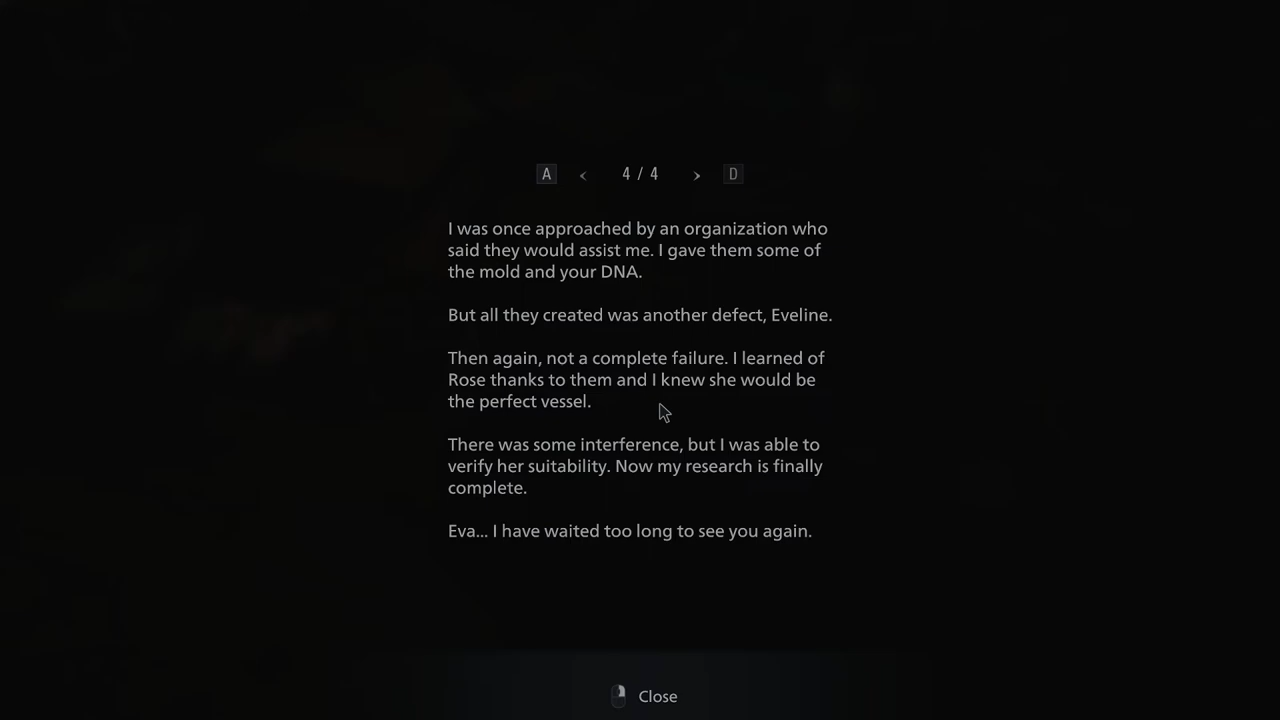 A < 4 / 4 > D
I was once approached by an organization who
said they would assist me. I gave them some of
the mold and your DNA.
But all they created was another defect, Eveline.
Then again, not a complete failure. I learned of
Rose thanks to them and I knew she would be
the perfect vessel.
There was some interference, but I was able to
verify her suitability. Now my research is finally
complete.
Eva... I have waited too long to see you again.
Close